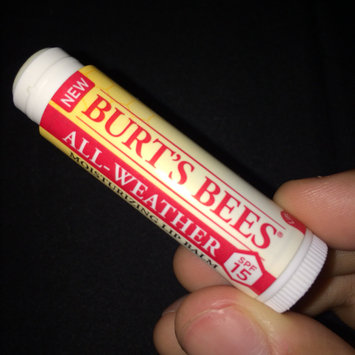 NEW
BURT'S BEES®
ALL-WEATHER
MOISTURIZING LIP BALM
SPF
15